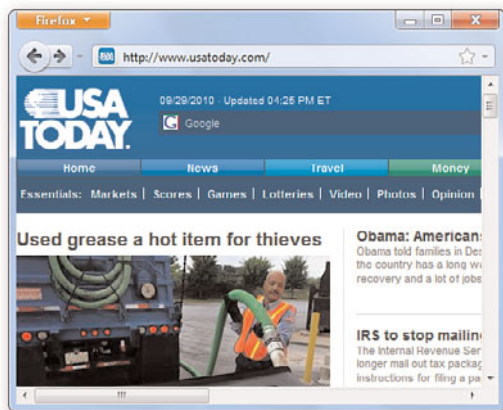 Firefox
http://www.usatoday.com/
USA
TODAY.
09/29/2010 - Updated 04:25 PM ET
Google
Home News Travel Money
Essentials: Markets | Scores | Games | Lotteries | Video | Photos | Opinion
Used grease a hot item for thieves
Obama: Americans
Obama told families in Des
the country has a long wa
recovery and a lot of jobs
IRS to stop mailing
The Internal Revenue Ser
longer mail out tax packag
instructions for filing a pa